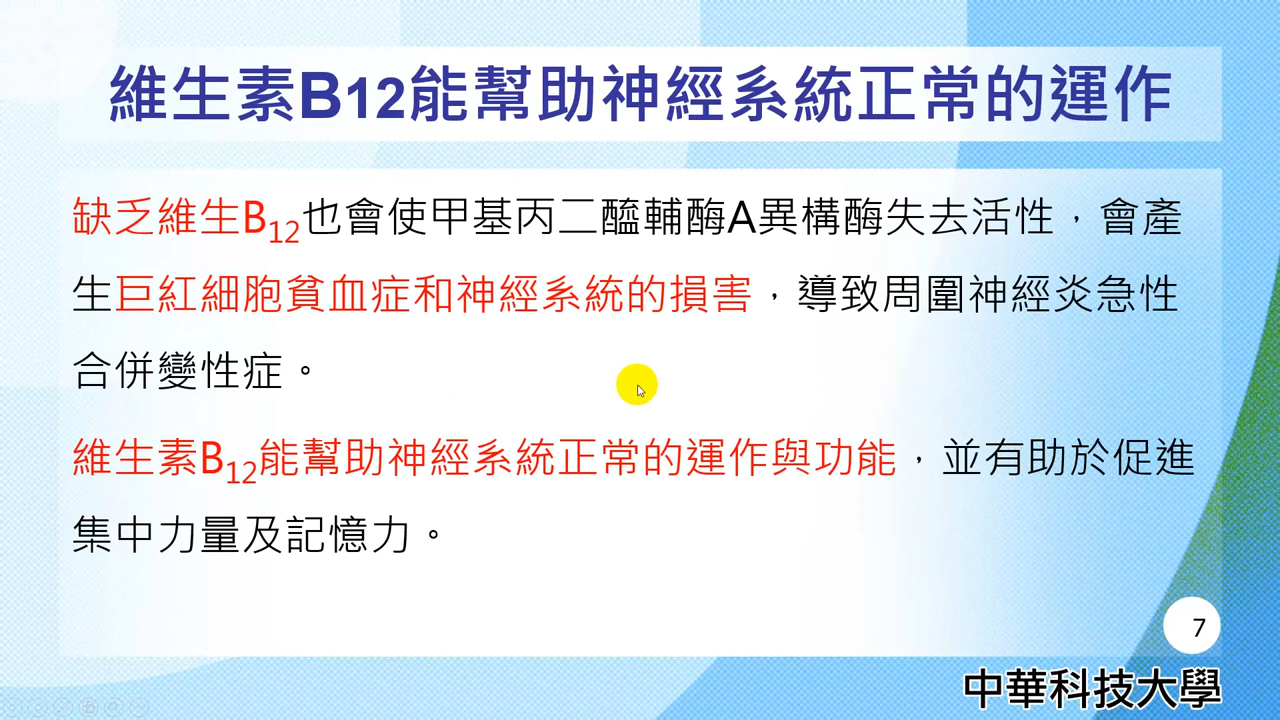 維生素B12能幫助神經系統正常的運作
缺乏維生B12也會使甲基丙二醯輔酶A異構酶失去活性，會產
生巨紅細胞貧血症和神經系統的損害，導致周圍神經炎急性
合併變性症。
維生素B12能幫助神經系統正常的運作與功能，並有助於促進
集中力量及記憶力。
7
中華科技大學